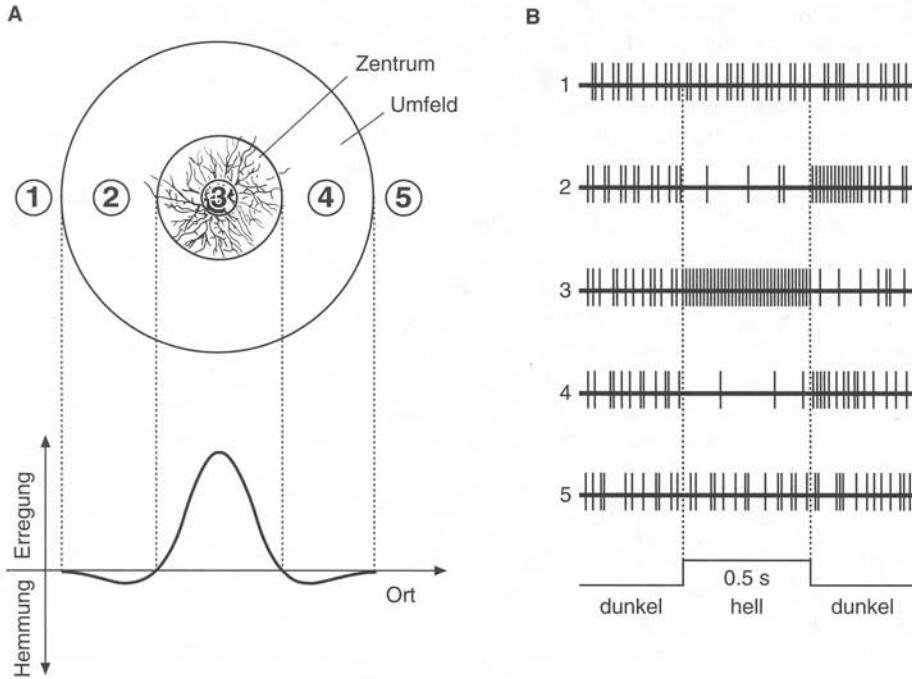 A
Zentrum
Umfeld
1
2
3
4
5
Erregung
Hemmung
Ort
B
1
2
3
4
5
0.5 s
dunkel hell dunkel